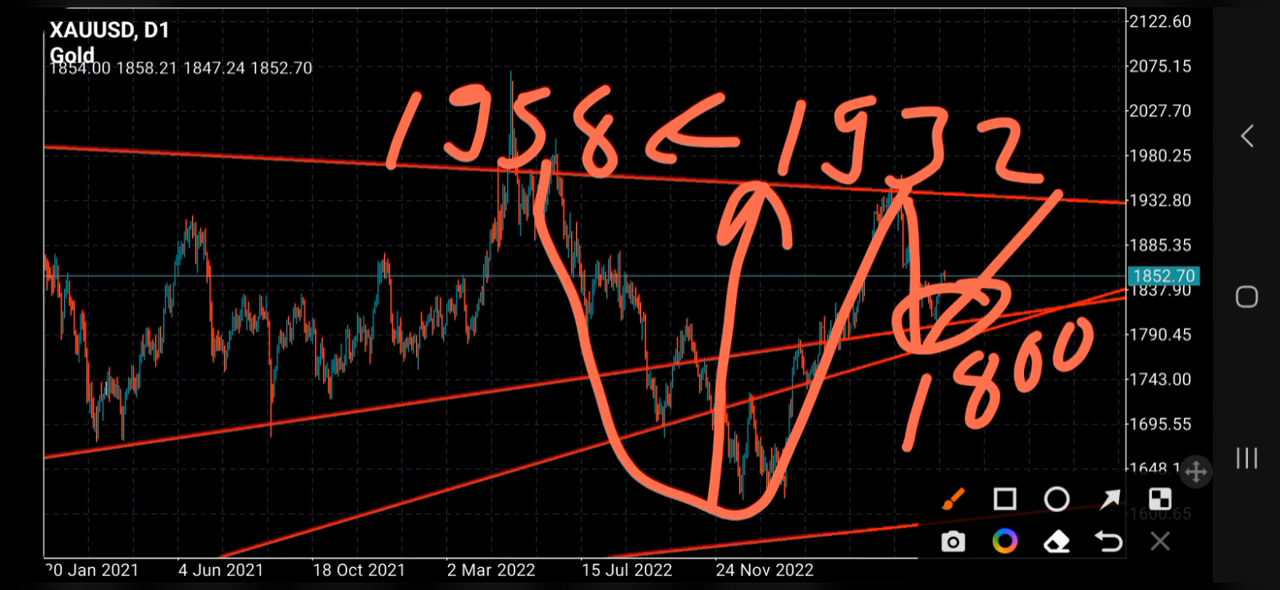 XAUUSD, D1
Gold
1854.00 1858.21 1847.24 1852.70
1958 < 1932
1800
2122.60
2075.15
2027.70
1980.25
1932.80
1885.35
1852.70
1837.90
1790.45
1743.00
1695.55
1648.1
1600.65
20 Jan 2021 4 Jun 2021 18 Oct 2021 2 Mar 2022 15 Jul 2022 24 Nov 2022